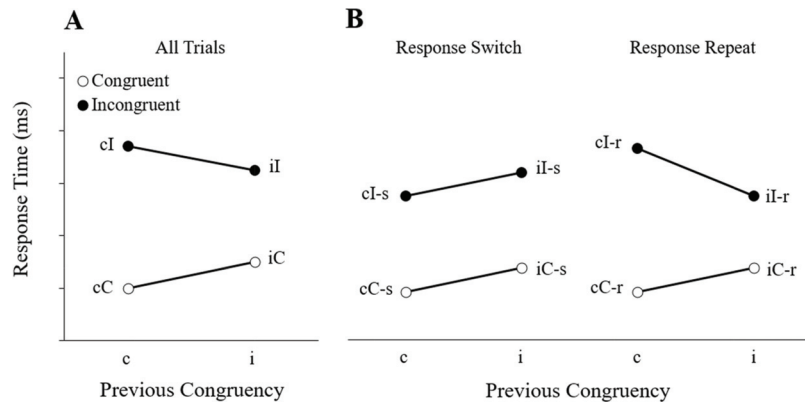 A
B
All Trials
Response Switch
Response Repeat
Congruent
Incongruent
Response Time (ms)
cI
iI
cC
iC
cI-s
iI-s
cC-s
iC-s
cI-r
iI-r
cC-r
iC-r
c
i
c
i
c
i
Previous Congruency
Previous Congruency